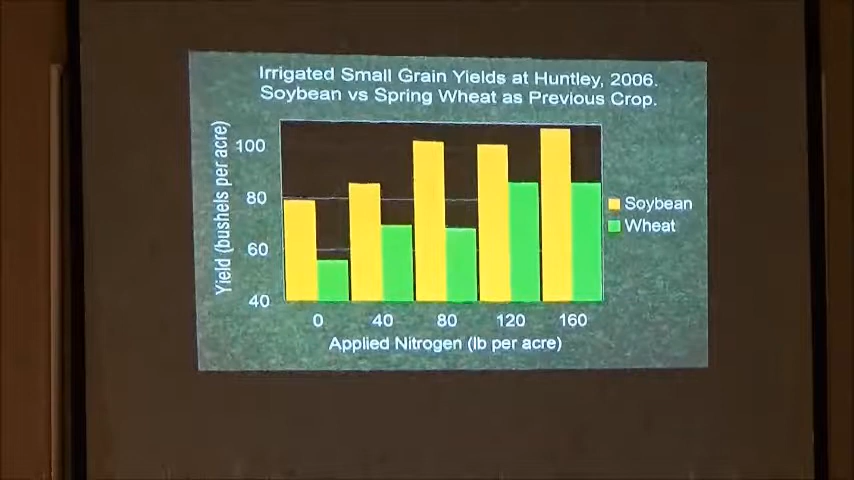 Irrigated Small Grain Yields at Huntley, 2006.
Soybean vs Spring Wheat as Previous Crop.
Yield (bushels per acre)
100
80
60
40
Soybean
Wheat
0 40 80 120 160
Applied Nitrogen (lb per acre)